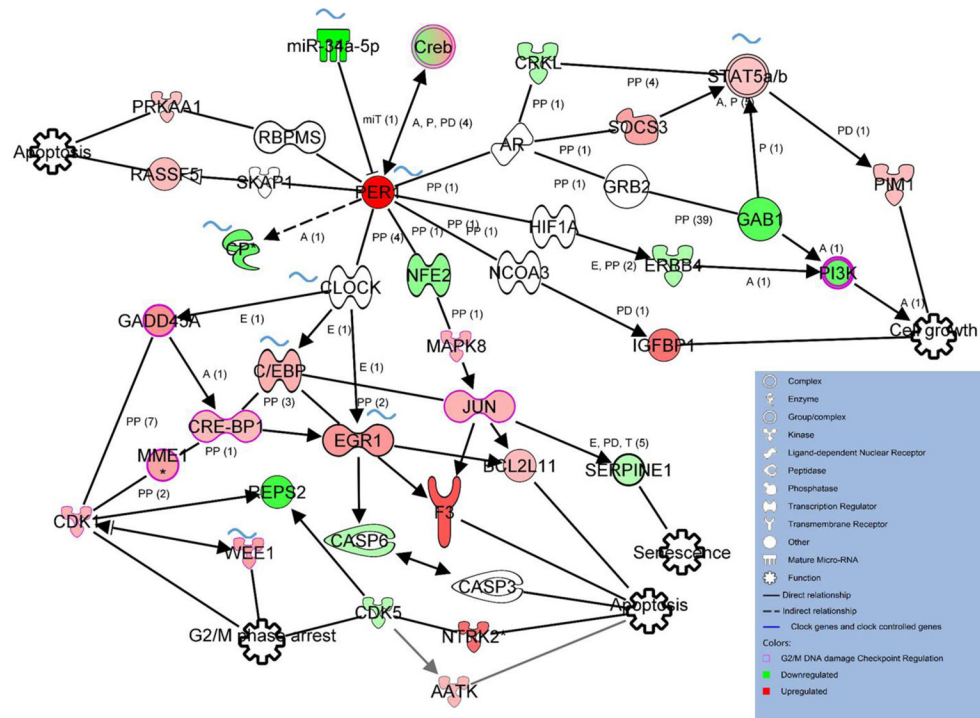 miR-34a-5p
Creb
CRKL
STAT5a/b
PP (4)
A, P (5)
PRKAA1
miT (1)
A, P, PD (4)
PP (1)
SOCS3
PD (1)
Apoptosis
RBPMS
AR
P (1)
RASSF5
SKAP1
PER1
PP (1)
PP (1)
PP (1)
GRB2
PIM1
CP*
A (1)
PP (4)
PP (1)
PP (1)
HIF1A
PP (39)
GAB1
A (1)
NFE2
NCOA3
E, PP (2)
ERBB4
A (1)
PI3K
CLOCK
GADD45A
E (1)
E (1)
PP (1)
MAPK8
PD (1)
IGFBP1
A (1)
Cell growth
A (1)
C/EBP
E (1)
PP (3)
PP (2)
JUN
PP (7)
CRE-BP1
EGR1
E, PD, T (5)
MME1
*
PP (1)
BCL2L11
SERPINE1
PP (2)
REPS2
F3
CDK1
WEE1
CASP6
Senescence
CASP3
CDK5
Apoptosis
G2/M phase arrest
NTRK2*
AATK
Complex
Enzyme
Group/complex
Kinase
Ligand-dependent Nuclear Receptor
Peptidase
Phosphatase
Transcription Regulator
Transmembrane Receptor
Other
Mature Micro-RNA
Function
Direct relationship
Indirect relationship
Clock genes and clock controlled genes
Colors:
G2/M DNA damage Checkpoint Regulation
Downregulated
Upregulated